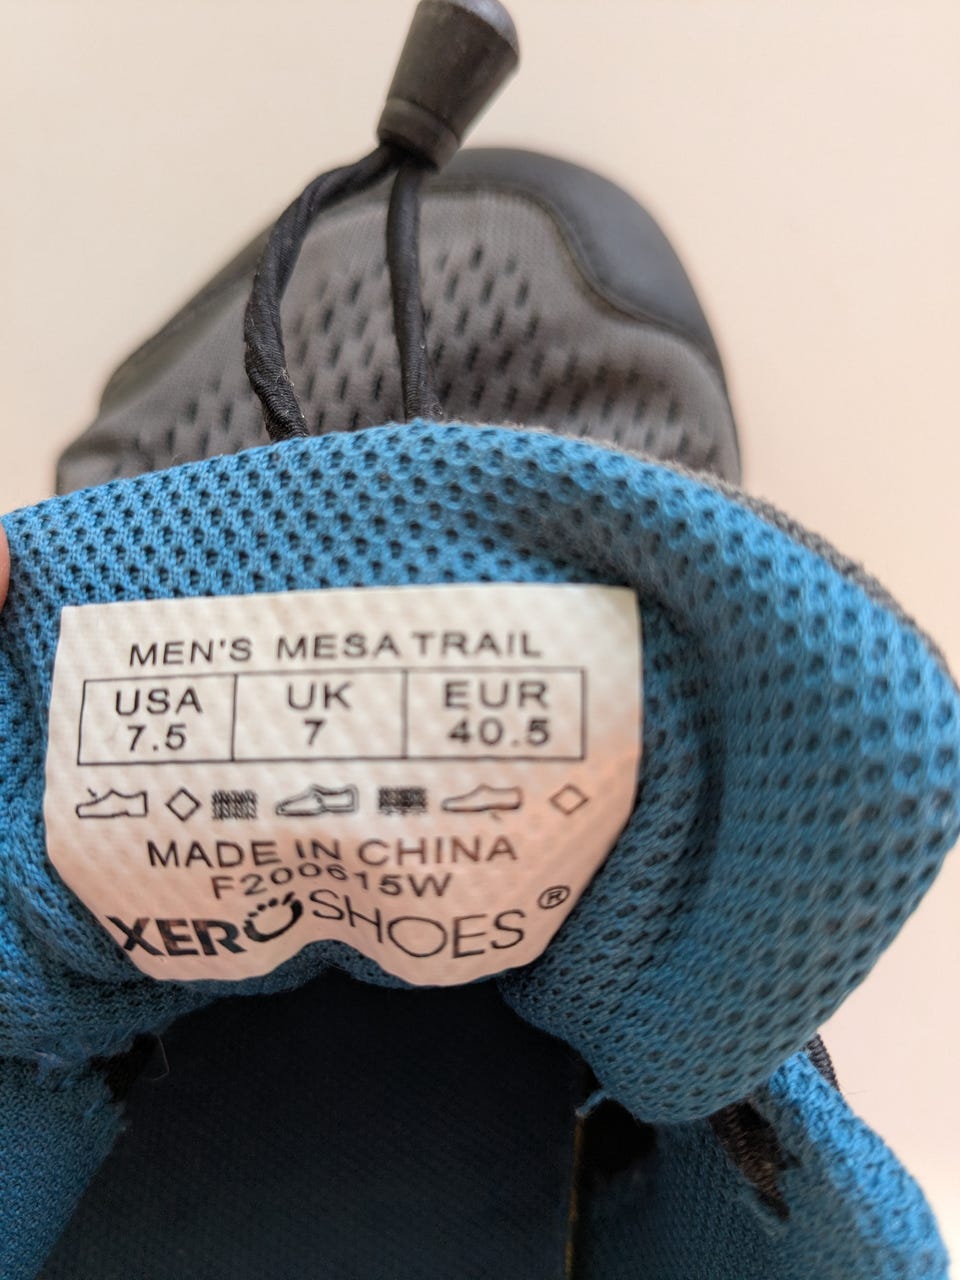 MEN'S MESA TRAIL
USA UK EUR
7.5 7 40.5
MADE IN CHINA
F200615W
XERO SHOES®